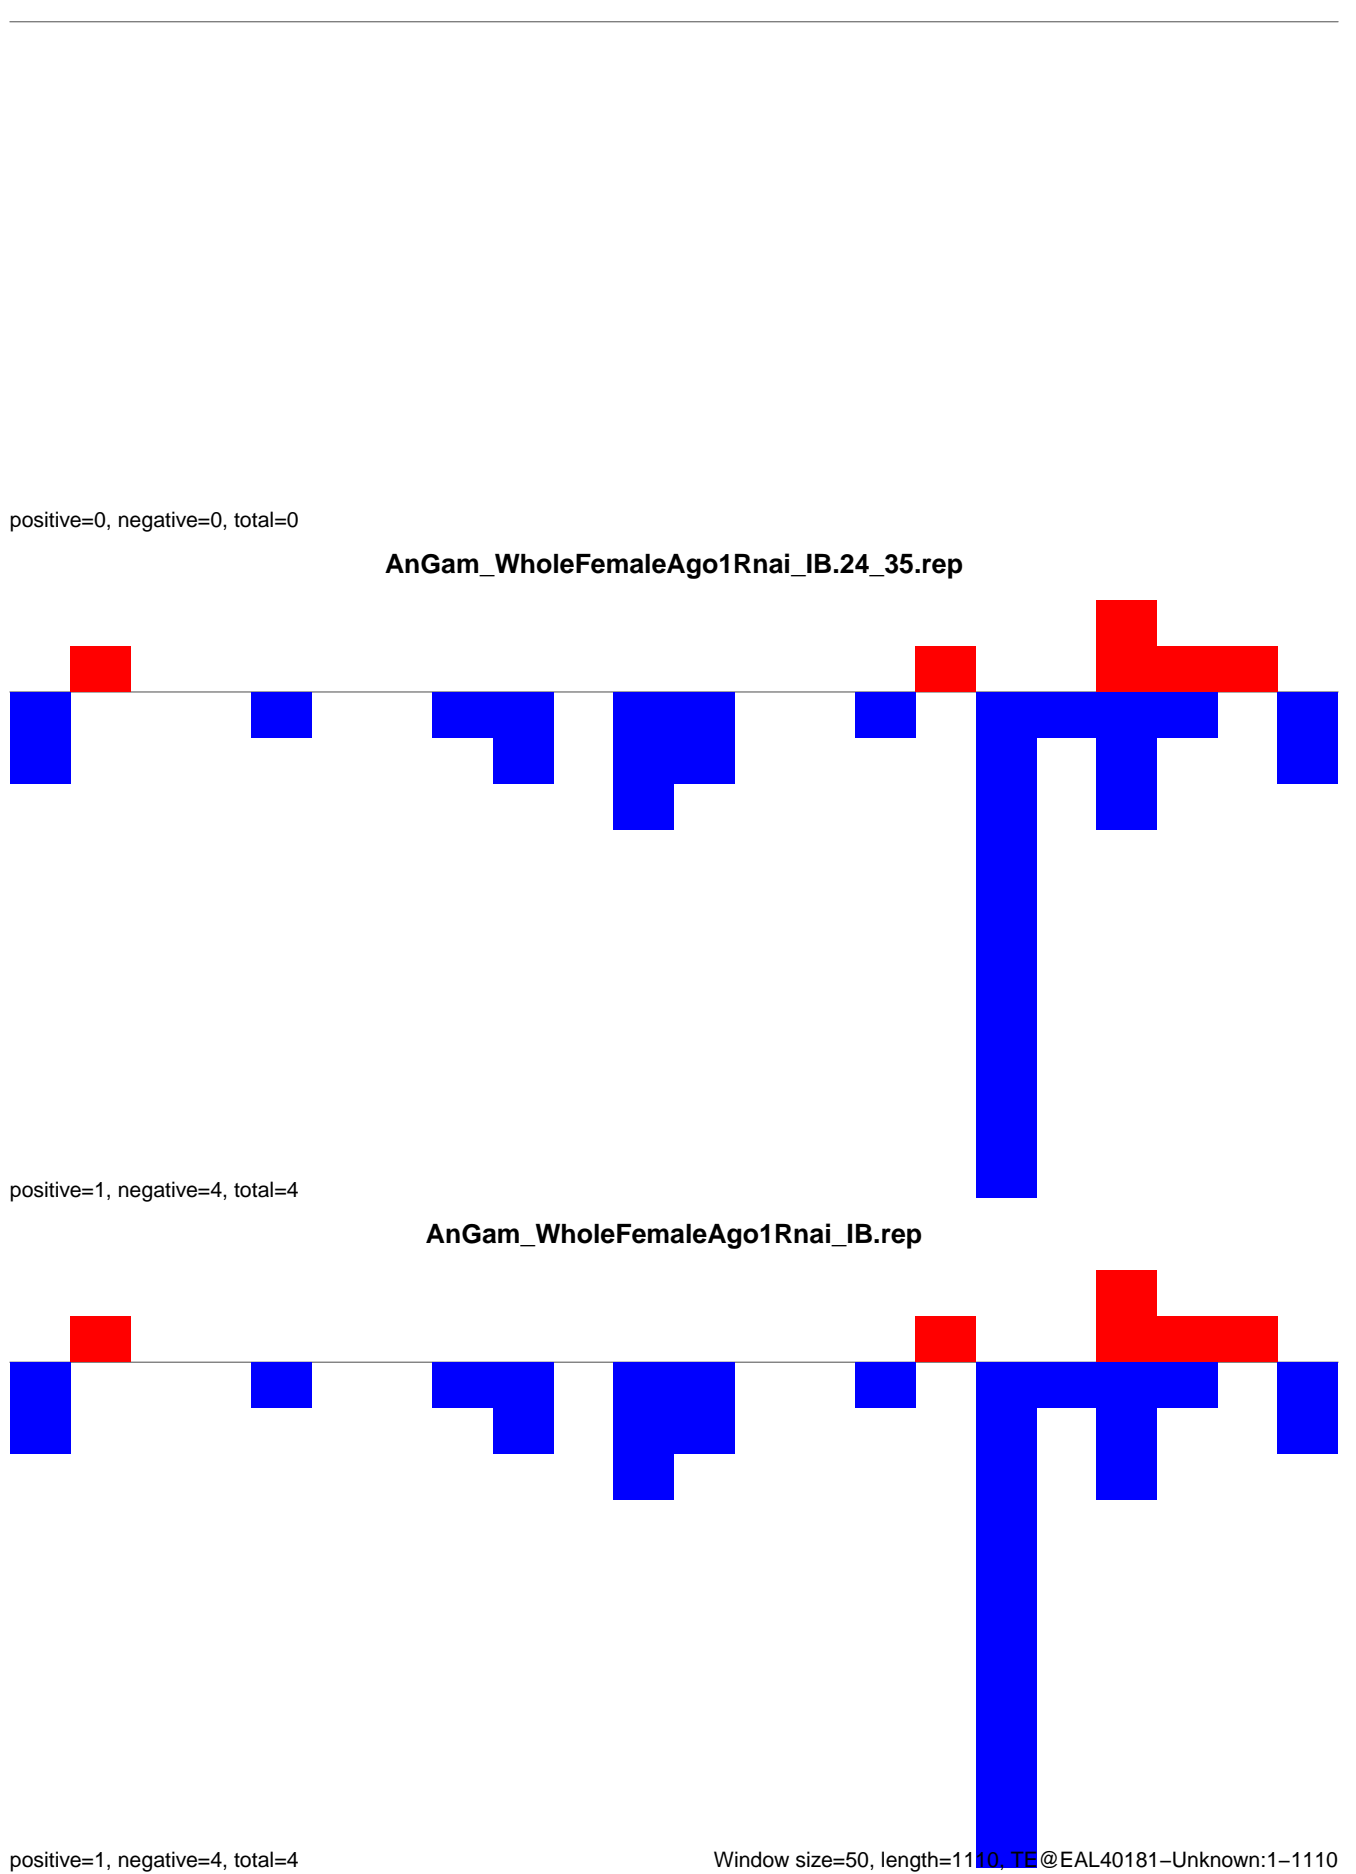 positive=0, negative=0, total=0
AnGam_WholeFemaleAgo1Rnai_IB.24_35.rep
positive=1, negative=4, total=4
AnGam_WholeFemaleAgo1Rnai_IB.rep
positive=1, negative=4, total=4
Window size=50, length=1110, TE@EAL40181−Unknown:1−1110